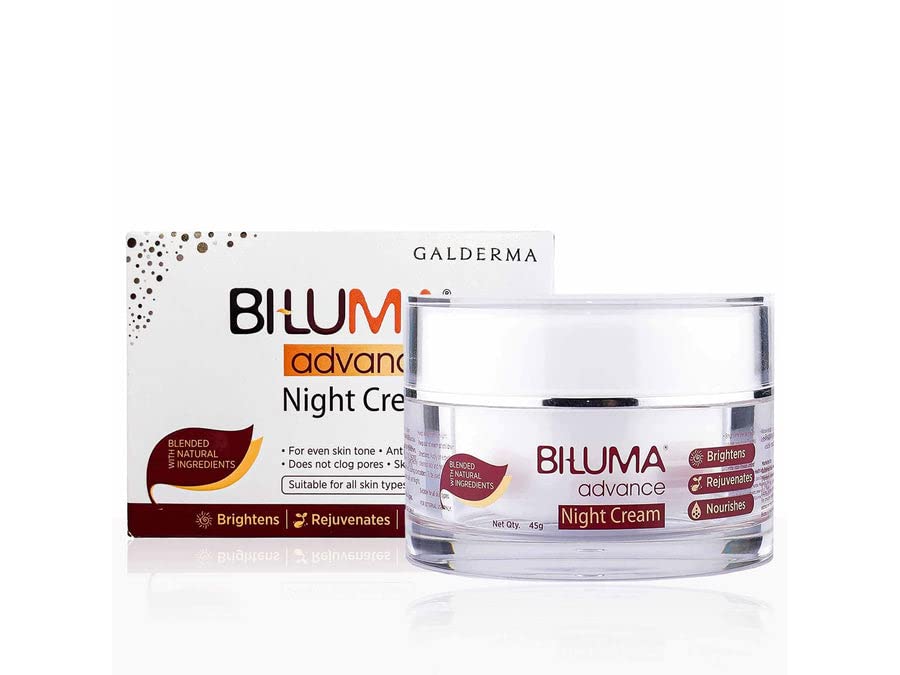 GALDERMA
BI-LUMA®
advanc
Night Cre
BLENDED
WITH NATURAL
INGREDIENTS
• For even skin tone • Ant
• Does not clog pores • Sk
Suitable for all skin types
Brightens | Rejuvenates |
BI-LUMA®
advance
Night Cream
BLENDED
WITH NATURAL
INGREDIENTS
Brightens
Rejuvenates
Nourishes
Net Qty. 45g